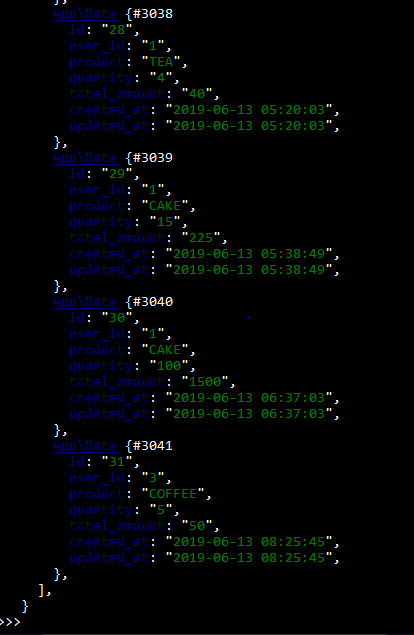 },
App\Data {#3038
id: "28",
user_id: "1",
product: "TEA",
quantity: "4",
total_amount: "40",
created_at: "2019-06-13 05:20:03",
updated_at: "2019-06-13 05:20:03",
},
App\Data {#3039
id: "29",
user_id: "1",
product: "CAKE",
quantity: "15",
total_amount: "225",
created_at: "2019-06-13 05:38:49",
updated_at: "2019-06-13 05:38:49",
},
App\Data {#3040
id: "30",
user_id: "1",
product: "CAKE",
quantity: "100",
total_amount: "1500",
created_at: "2019-06-13 06:37:03",
updated_at: "2019-06-13 06:37:03",
},
App\Data {#3041
id: "31",
user_id: "3",
product: "COFFEE",
quantity: "5",
total_amount: "50",
created_at: "2019-06-13 08:25:45",
updated_at: "2019-06-13 08:25:45",
},
],
}
>>>